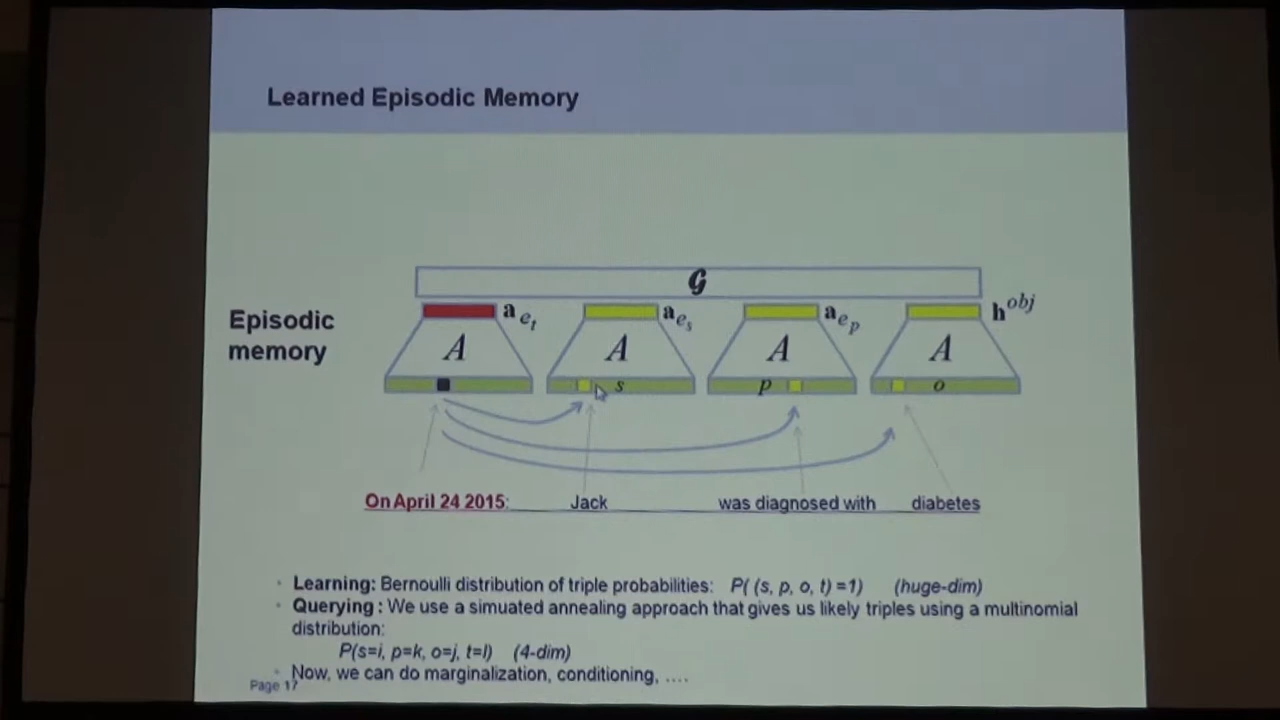 Learned Episodic Memory
𝒢
Episodic
memory
a e_t
a e_s
a e_p
h^obj
A A A A
s p o
On April 24 2015: Jack was diagnosed with diabetes
• Learning: Bernoulli distribution of triple probabilities: P( (s, p, o, t) =1) (huge-dim)
• Querying : We use a simuated annealing approach that gives us likely triples using a multinomial
distribution:
P(s=i, p=k, o=j, t=l) (4-dim)
• Now, we can do marginalization, conditioning, ....
Page 17